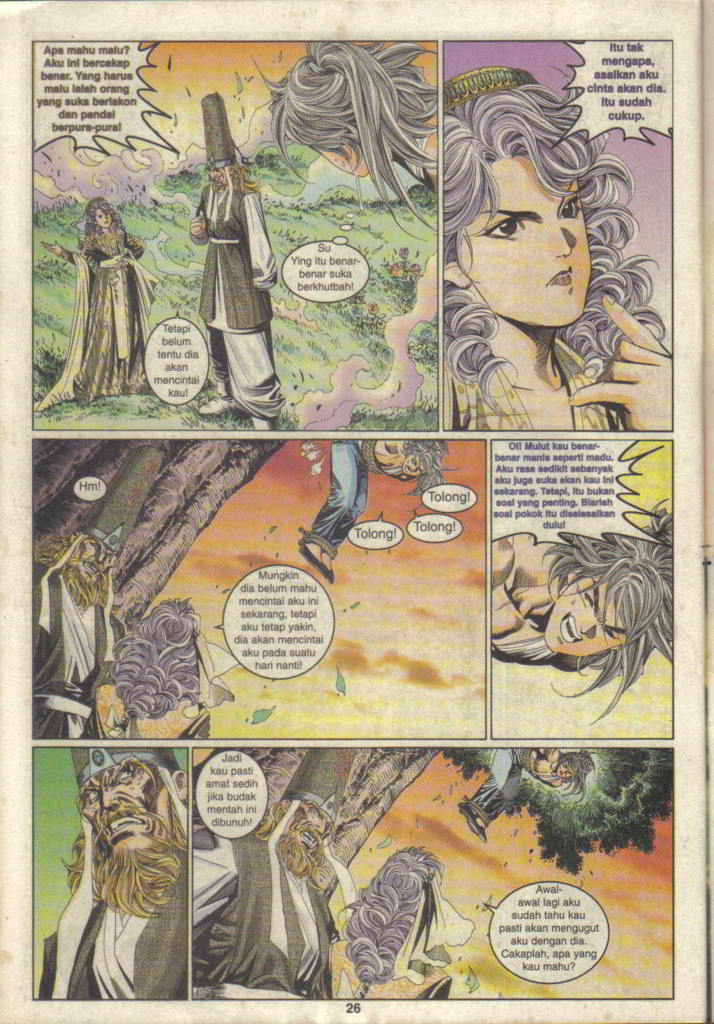 Apa mahu malu?
Aku ini bercakap
benar. Yang harus
malu ialah orang
yang suka berlakon
dan pandai
berpura-pura!
Su
Ying itu benar-
benar suka
berkhutbah!
Tetapi
belum
tentu dia
akan
mencintai
kau!
Itu tak
mengapa,
asalkan aku
cinta akan dia.
Itu sudah
cukup.
Hm!
Tolong!
Tolong!
Tolong!
Mungkin
dia belum mahu
mencintai aku ini
sekarang, tetapi
aku tetap yakin,
dia akan mencintai
aku pada suatu
hari nanti!
Oi! Mulut kau benar-
benar manis seperti madu.
Aku rasa sedikit sebanyak
aku juga suka akan kau ini
sekarang. Tetapi, itu bukan
soal yang penting. Biarlah
soal pokok itu diselesaikan
dulu!
Jadi
kau pasti
amat sedih
jika budak
mentah ini
dibunuh!
Awal-
awal lagi aku
sudah tahu kau
pasti akan mengugut
aku dengan dia.
Cakaplah, apa yang
kau mahu?
26